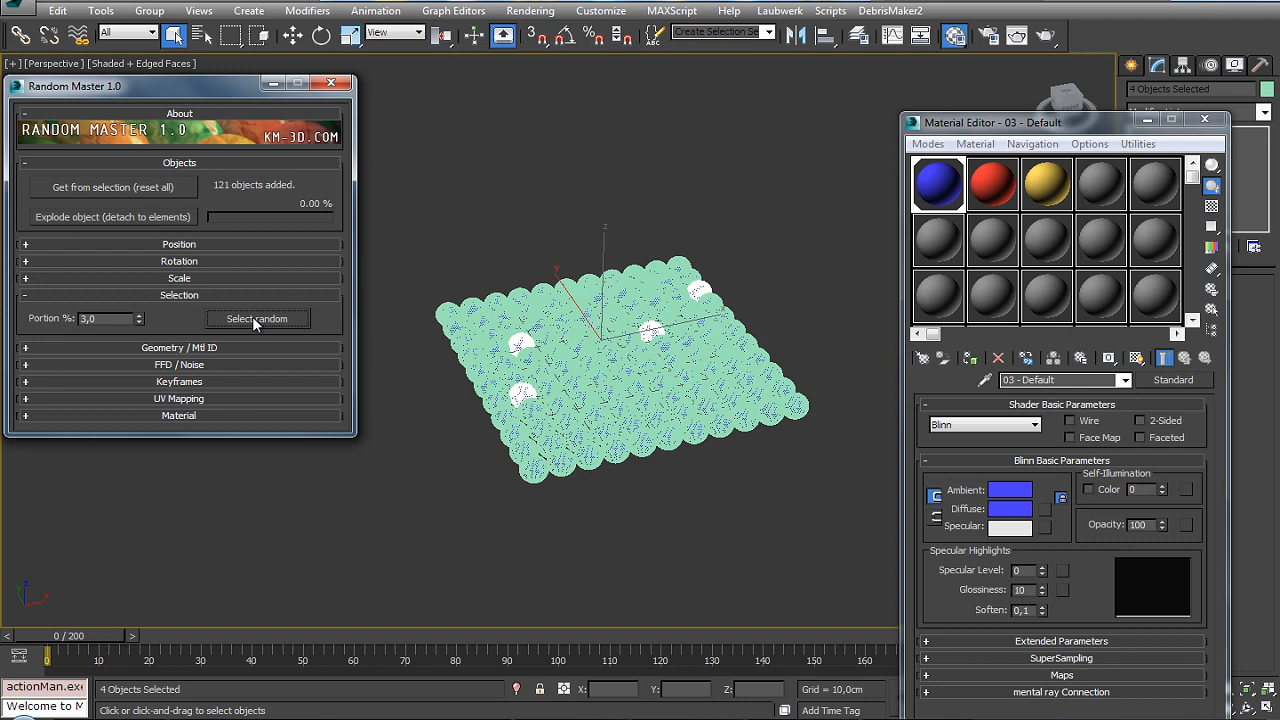 Edit Tools Group Views Create Modifiers Animation Graph Editors Rendering Customize MAXScript Help Laubwerk Scripts DebrisMaker2
All View 3 Create Selection Se
[+] [Perspective] [Shaded + Edged Faces]
Random Master 1.0
About
RANDOM MASTER 1.0 KM-3D.COM
Objects
Get from selection (reset all) 121 objects added.
0.00 %
Explode object (detach to elements)
Position
Rotation
Scale
Selection
Portion %: 3,0 Select random
Geometry / Mtl ID
FFD / Noise
Keyframes
UV Mapping
Material
z
y
4 Objects Selected
Material Editor - 03 - Default
Modes Material Navigation Options Utilities
03 - Default Standard
Shader Basic Parameters
Blinn Wire 2-Sided
Face Map Faceted
Blinn Basic Parameters
Self-Illumination
Ambient: Color 0
Diffuse:
Specular: Opacity: 100
Specular Highlights
Specular Level: 0
Glossiness: 10
Soften: 0,1
Extended Parameters
SuperSampling
Maps
mental ray Connection
z
x
< 0 / 200 >
0 10 20 30 40 50 60 70 80 90 100 110 120 130 140 150 160
actionMan.exe 4 Objects Selected X: Y: Z: Grid = 10,0cm
Welcome to M Click or click-and-drag to select objects Add Time Tag